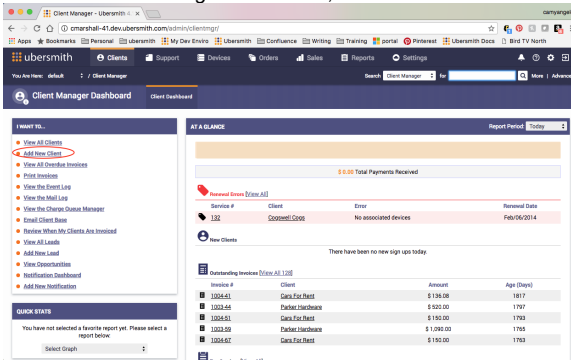 Client Manager - Ubersmith 4
camyangel
cmarshall-41.dev.ubersmith.com/admin/clientmgr/
Apps Bookmarks Personal ubersmith My Dev Enviro Ubersmith Confluence Writing Training portal Pinterest Ubersmith Docs Bird TV North
ubersmith Clients Support Devices Orders Sales Reports Settings
You Are Here: default / Client Manager Search Client Manager for More | Advance
Client Manager Dashboard Client Dashboard
I WANT TO...
View All Clients
Add New Client
View All Overdue Invoices
Print Invoices
View the Event Log
View the Mail Log
View the Charge Queue Manager
Email Client Base
Review When My Clients Are Invoiced
View All Leads
Add New Lead
View Opportunities
Notification Dashboard
Add New Notification
QUICK STATS
You have not selected a favorite report yet. Please select a
report below.
Select Graph
AT A GLANCE Report Period: Today
$ 0.00 Total Payments Received
Renewal Errors [View All]
Service # Client Error Renewal Date
132 Cogswell Cogs No associated devices Feb/06/2014
New Clients
There have been no new sign ups today.
Outstanding Invoices [View All 128]
Invoice # Client Amount Age (Days)
1004-41 Cars For Rent $ 136.08 1817
1003-44 Parker Hardware $ 520.00 1797
1004-51 Cars For Rent $ 150.00 1793
1003-59 Parker Hardware $ 1,090.00 1765
1004-67 Cars For Rent $ 150.00 1763